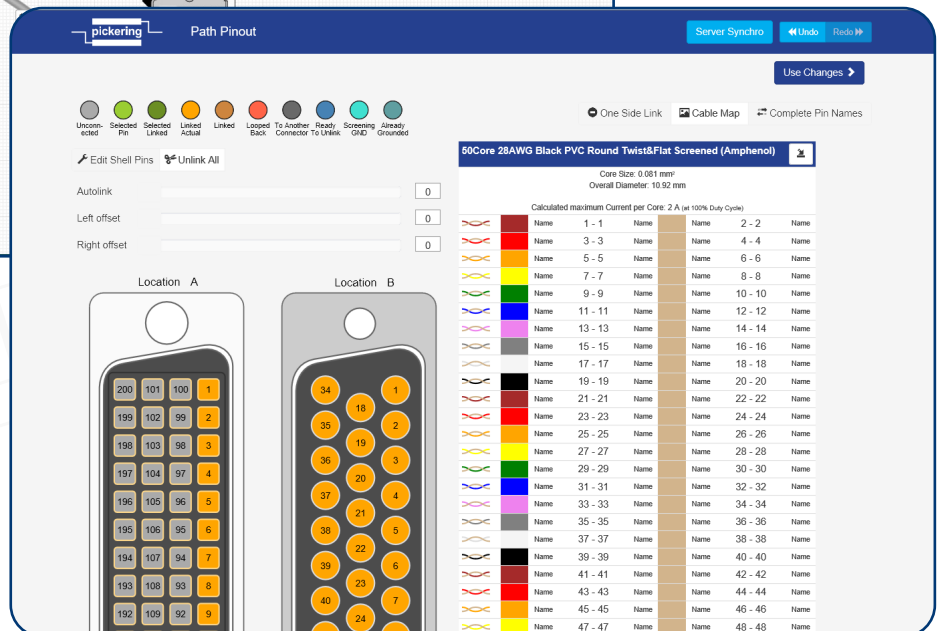 pickering
Path Pinout
Server Synchro
Undo
Redo
Use Changes
Unconn-
ected
Selected
Pin
Selected
Linked
Linked
Actual
Linked
Looped
Back
To Another
Connector
Ready
To Unlink
Screening
GND
Already
Grounded
One Side Link
Cable Map
Complete Pin Names
Edit Shell Pins
Unlink All
Autolink 0
Left offset 0
Right offset 0
50Core 28AWG Black PVC Round Twist&Flat Screened (Amphenol)
Core Size: 0.081 mm²
Overall Diameter: 10.92 mm
Calculated maximum Current per Core: 2 A (at 100% Duty Cycle)
Name 1 - 1 Name Name 2 - 2 Name
Name 3 - 3 Name Name 4 - 4 Name
Name 5 - 5 Name Name 6 - 6 Name
Name 7 - 7 Name Name 8 - 8 Name
Name 9 - 9 Name Name 10 - 10 Name
Name 11 - 11 Name Name 12 - 12 Name
Name 13 - 13 Name Name 14 - 14 Name
Name 15 - 15 Name Name 16 - 16 Name
Name 17 - 17 Name Name 18 - 18 Name
Name 19 - 19 Name Name 20 - 20 Name
Name 21 - 21 Name Name 22 - 22 Name
Name 23 - 23 Name Name 24 - 24 Name
Name 25 - 25 Name Name 26 - 26 Name
Name 27 - 27 Name Name 28 - 28 Name
Name 29 - 29 Name Name 30 - 30 Name
Name 31 - 31 Name Name 32 - 32 Name
Name 33 - 33 Name Name 34 - 34 Name
Name 35 - 35 Name Name 36 - 36 Name
Name 37 - 37 Name Name 38 - 38 Name
Name 39 - 39 Name Name 40 - 40 Name
Name 41 - 41 Name Name 42 - 42 Name
Name 43 - 43 Name Name 44 - 44 Name
Name 45 - 45 Name Name 46 - 46 Name
Name 47 - 47 Name Name 48 - 48 Name
Location A
200 101 100 1
199 102 99 2
198 103 98 3
197 104 97 4
196 105 96 5
195 106 95 6
194 107 94 7
193 108 93 8
192 109 92 9
Location B
34 1
18
35 2
19
36 3
20
37 4
21
38 5
22
39 6
23
40 7
24